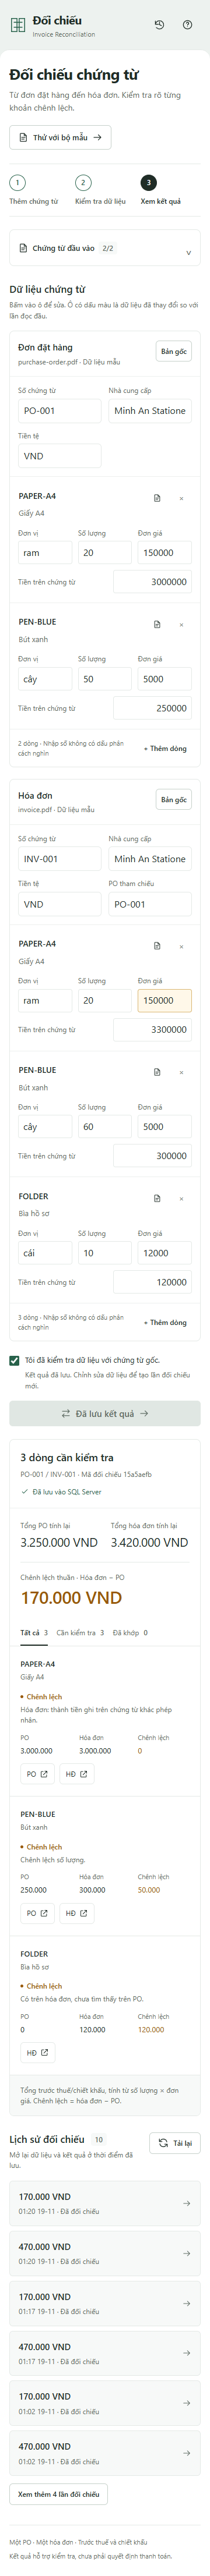 Đối chiếu
Invoice Reconciliation
Đối chiếu chứng từ
Từ đơn đặt hàng đến hóa đơn. Kiểm tra rõ từng
khoản chênh lệch.
Thử với bộ mẫu
1 2 3
Thêm chứng từ Kiểm tra dữ liệu Xem kết quả
Chứng từ đầu vào 2/2
Dữ liệu chứng từ
Bấm vào ô để sửa. Ô có dấu màu là dữ liệu đã thay đổi so với
lần đọc đầu.
Đơn đặt hàng
purchase-order.pdf · Dữ liệu mẫu
Bản gốc
Số chứng từ Nhà cung cấp
PO-001 Minh An Statione
Tiền tệ
VND
PAPER-A4
Giấy A4
Đơn vị Số lượng Đơn giá
ram 20 150000
Tiền trên chứng từ 3000000
PEN-BLUE
Bút xanh
Đơn vị Số lượng Đơn giá
cây 50 5000
Tiền trên chứng từ 250000
2 dòng · Nhập số không có dấu phân
cách nghìn
+ Thêm dòng
Hóa đơn
invoice.pdf · Dữ liệu mẫu
Bản gốc
Số chứng từ Nhà cung cấp
INV-001 Minh An Statione
Tiền tệ PO tham chiếu
VND PO-001
PAPER-A4
Giấy A4
Đơn vị Số lượng Đơn giá
ram 20 150000
Tiền trên chứng từ 3300000
PEN-BLUE
Bút xanh
Đơn vị Số lượng Đơn giá
cây 60 5000
Tiền trên chứng từ 300000
FOLDER
Bìa hồ sơ
Đơn vị Số lượng Đơn giá
cái 10 12000
Tiền trên chứng từ 120000
3 dòng · Nhập số không có dấu phân
cách nghìn
+ Thêm dòng
Tôi đã kiểm tra dữ liệu với chứng từ gốc.
Kết quả đã lưu. Chỉnh sửa dữ liệu để tạo lần đối chiếu
mới.
Đã lưu kết quả
3 dòng cần kiểm tra
PO-001 / INV-001 · Mã đối chiếu 15a5aefb
Đã lưu vào SQL Server
Tổng PO tính lại Tổng hóa đơn tính lại
3.250.000 VND 3.420.000 VND
Chênh lệch thuần · Hóa đơn − PO
170.000 VND
Tất cả 3 Cần kiểm tra 3 Đã khớp 0
PAPER-A4
Giấy A4
Chênh lệch
Hóa đơn: thành tiền ghi trên chứng từ khác phép
nhân.
PO Hóa đơn Chênh lệch
3.000.000 3.000.000 0
PO HĐ
PEN-BLUE
Bút xanh
Chênh lệch
Chênh lệch số lượng.
PO Hóa đơn Chênh lệch
250.000 300.000 50.000
PO HĐ
FOLDER
Bìa hồ sơ
Chênh lệch
Có trên hóa đơn, chưa tìm thấy trên PO.
PO Hóa đơn Chênh lệch
0 120.000 120.000
HĐ
Tổng trước thuế/chiết khấu, tính từ số lượng × đơn
giá. Chênh lệch = hóa đơn − PO.
Lịch sử đối chiếu 10
Mở lại dữ liệu và kết quả ở thời điểm đã
lưu.
Tải lại
170.000 VND
01:20 19-11 · Đã đối chiếu
470.000 VND
01:20 19-11 · Đã đối chiếu
170.000 VND
01:17 19-11 · Đã đối chiếu
470.000 VND
01:17 19-11 · Đã đối chiếu
170.000 VND
01:02 19-11 · Đã đối chiếu
470.000 VND
01:02 19-11 · Đã đối chiếu
Xem thêm 4 lần đối chiếu
Một PO · Một hóa đơn · Trước thuế và chiết khấu
Kết quả hỗ trợ kiểm tra, chưa phải quyết định thanh toán.